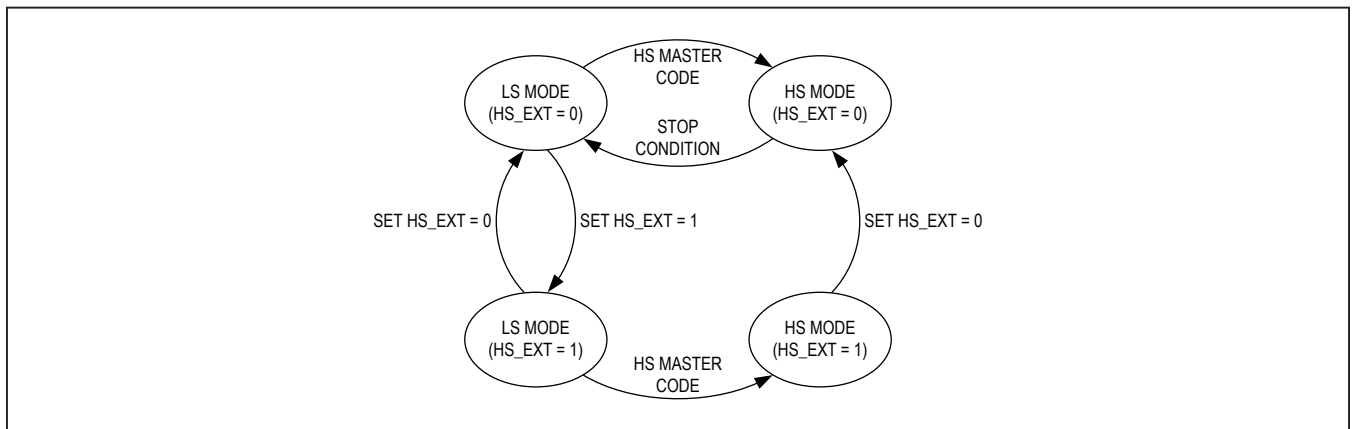 HS MASTER
CODE
LS MODE
(HS_EXT = 0)
HS MODE
(HS_EXT = 0)
STOP
CONDITION
SET HS_EXT = 0
SET HS_EXT = 1
SET HS_EXT = 0
LS MODE
(HS_EXT = 1)
HS MODE
(HS_EXT = 1)
HS MASTER
CODE